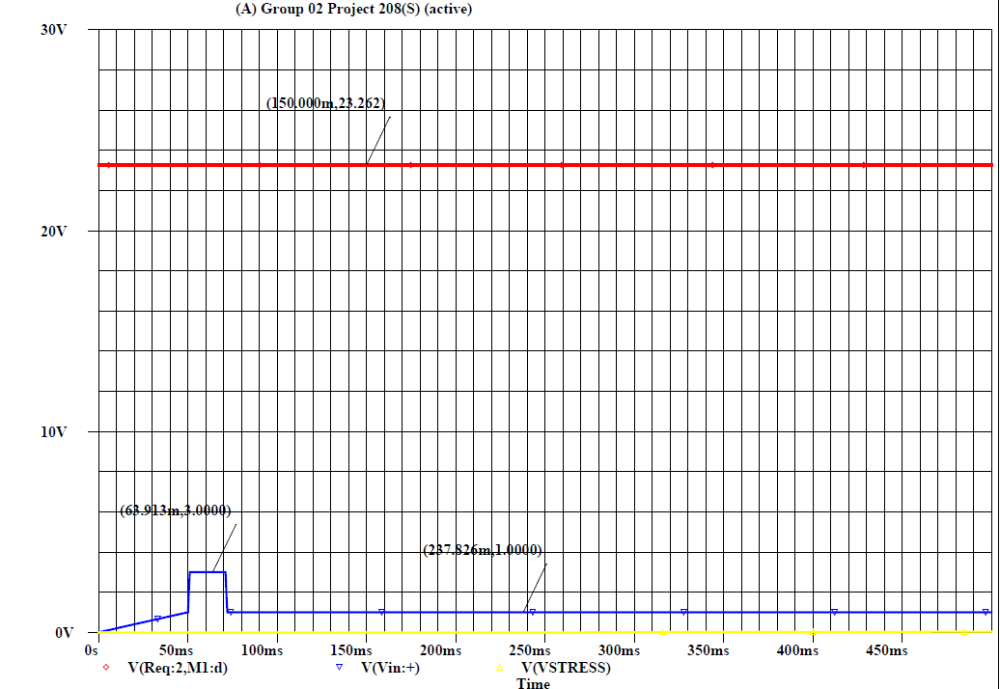 (A) Group 02 Project 208(S) (active)
30V
(150.000m,23.262)
20V
10V
(63.913m,3.0000)
(237.826m,1.0000)
0V
0s 50ms 100ms 150ms 200ms 250ms 300ms 350ms 400ms 450ms
V(Req:2,M1:d) V(Vin:+) V(VSTRESS)
Time